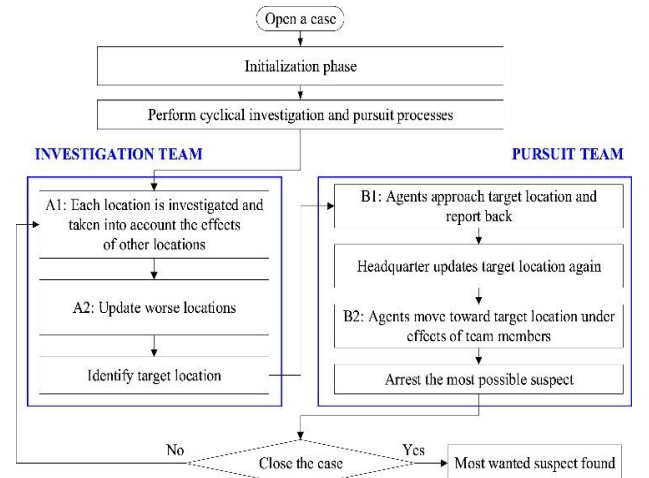 Open a case
Initialization phase
Perform cyclical investigation and pursuit processes
INVESTIGATION TEAM
A1: Each location is investigated and
taken into account the effects
of other locations
A2: Update worse locations
Identify target location
PURSUIT TEAM
B1: Agents approach target location and
report back
Headquarter updates target location again
B2: Agents move toward target location under
effects of team members
Arrest the most possible suspect
No
Close the case
Yes
Most wanted suspect found